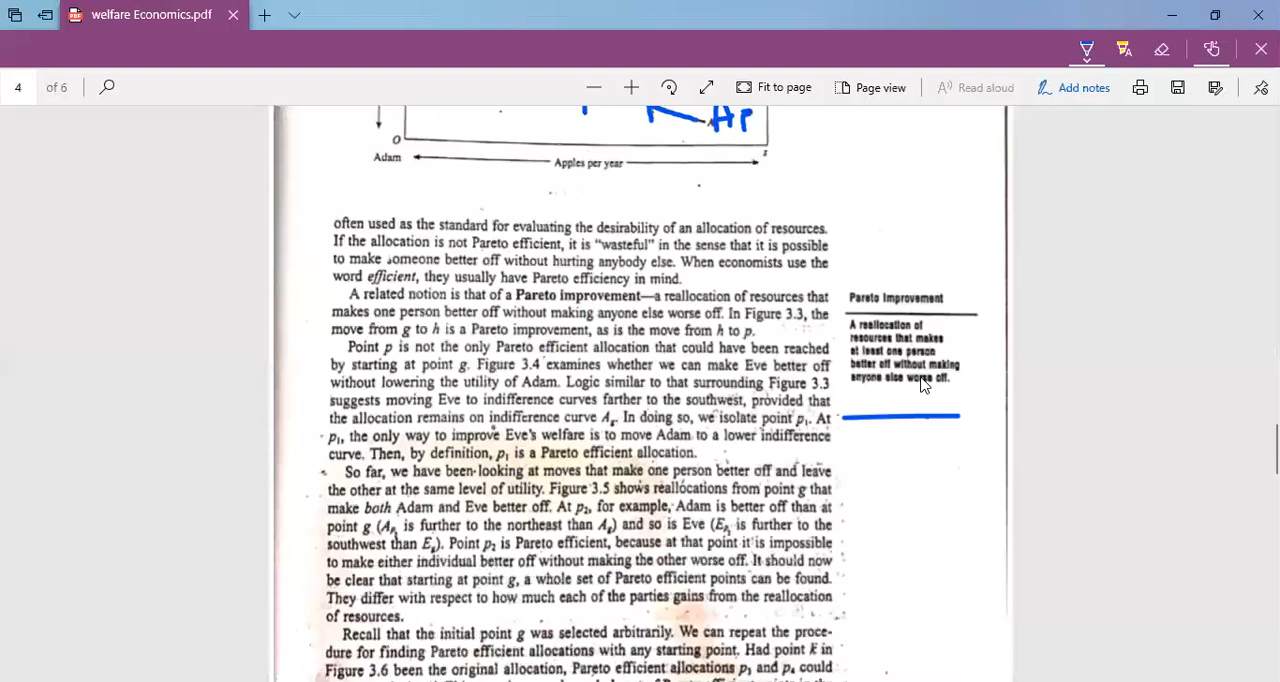 welfare Economics.pdf
4
of 6
Fit to page
Page view
Read aloud
Add notes
HP
O
Adam
Apples per year
often used as the standard for evaluating the desirability of an allocation of resources.
If the allocation is not Pareto efficient, it is “wasteful” in the sense that it is possible
to make someone better off without hurting anybody else. When economists use the
word efficient, they usually have Pareto efficiency in mind.
A related notion is that of a Pareto improvement—a reallocation of resources that
makes one person better off without making anyone else worse off. In Figure 3.3, the
move from g to h is a Pareto improvement, as is the move from h to p.
Point p is not the only Pareto efficient allocation that could have been reached
by starting at point g. Figure 3.4 examines whether we can make Eve better off
without lowering the utility of Adam. Logic similar to that surrounding Figure 3.3
suggests moving Eve to indifference curves farther to the southwest, provided that
the allocation remains on indifference curve Ag. In doing so, we isolate point p₁. At
p₁, the only way to improve Eve's welfare is to move Adam to a lower indifference
curve. Then, by definition, p₁ is a Pareto efficient allocation.
So far, we have been looking at moves that make one person better off and leave
the other at the same level of utility. Figure 3.5 shows reallocations from point g that
make both Adam and Eve better off. At p₂, for example, Adam is better off than at
point g (Ap₂ is further to the northeast than Ag) and so is Eve (Ep₂ is further to the
southwest than Eg). Point p₂ is Pareto efficient, because at that point it is impossible
to make either individual better off without making the other worse off. It should now
be clear that starting at point g, a whole set of Pareto efficient points can be found.
They differ with respect to how much each of the parties gains from the reallocation
of resources.
Recall that the initial point g was selected arbitrarily. We can repeat the proce-
dure for finding Pareto efficient allocations with any starting point. Had point k in
Figure 3.6 been the original allocation, Pareto efficient allocations p₃ and p₄ could
Pareto Improvement
A reallocation of
resources that makes
at least one person
better off without making
anyone else worse off.